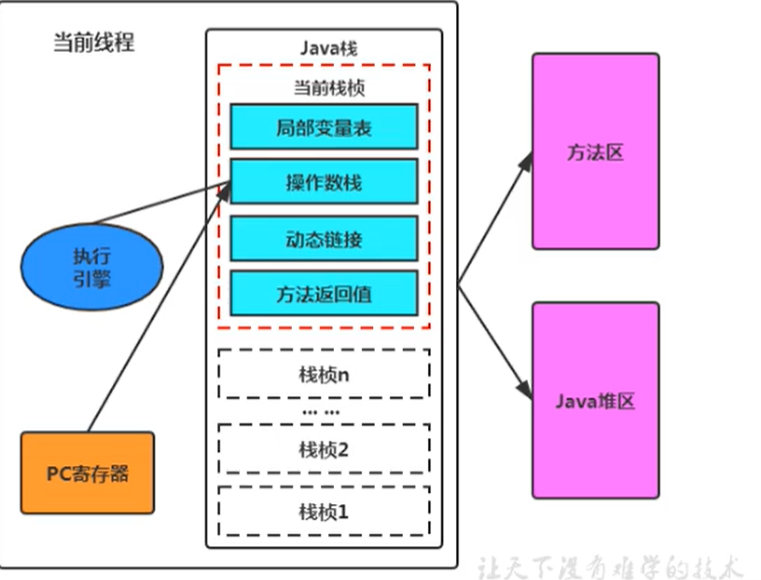 当前线程
Java栈
当前栈桢
局部变量表
操作数栈
动态链接
方法返回值
执行
引擎
栈桢n
... ...
栈桢2
栈桢1
PC寄存器
方法区
Java堆区
让天下没有难学的技术